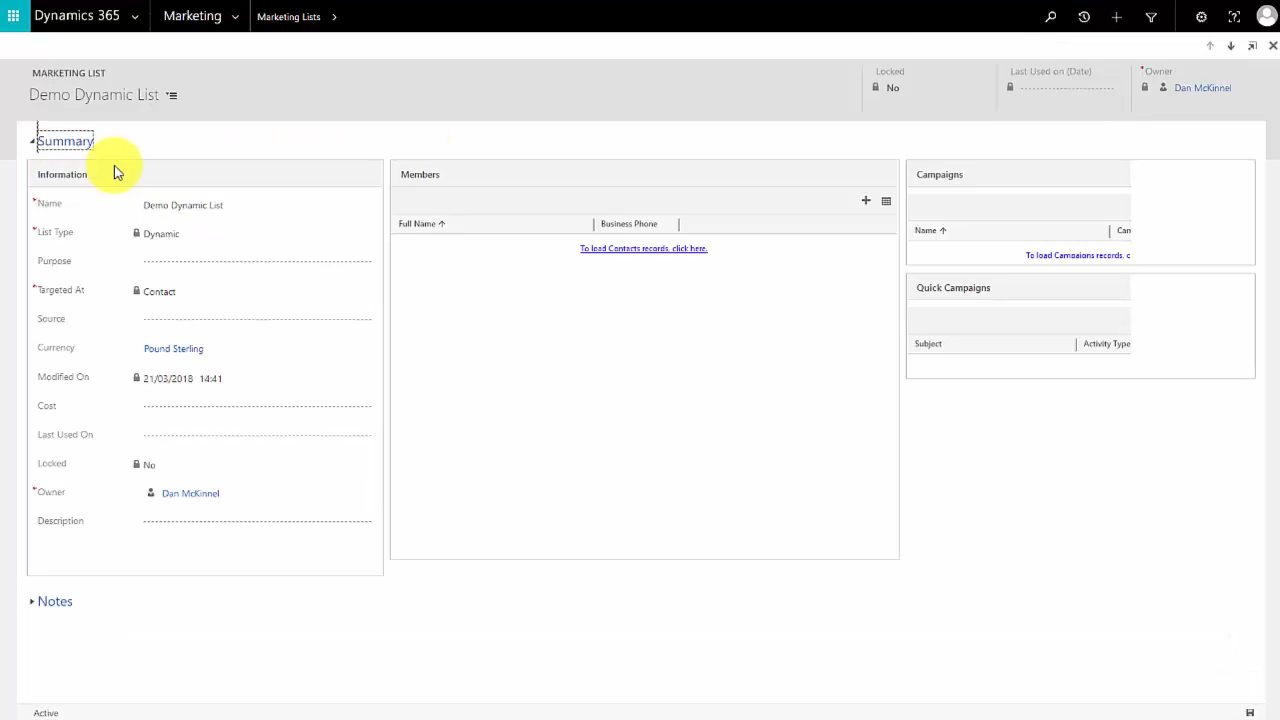 Dynamics 365
Marketing
Marketing Lists
MARKETING LIST
Demo Dynamic List
Locked
No
Last Used on (Date)
*Owner
Dan McKinnel
Summary
Information
*Name
Demo Dynamic List
*List Type
Dynamic
Purpose
*Targeted At
Contact
Source
Currency
Pound Sterling
Modified On
21/03/2018 14:41
Cost
Last Used On
Locked
No
*Owner
Dan McKinnel
Description
Members
Full Name
Business Phone
To load Contacts records, click here.
Campaigns
Name
Cam
To load Campaigns records, c
Quick Campaigns
Subject
Activity Type
Notes
Active